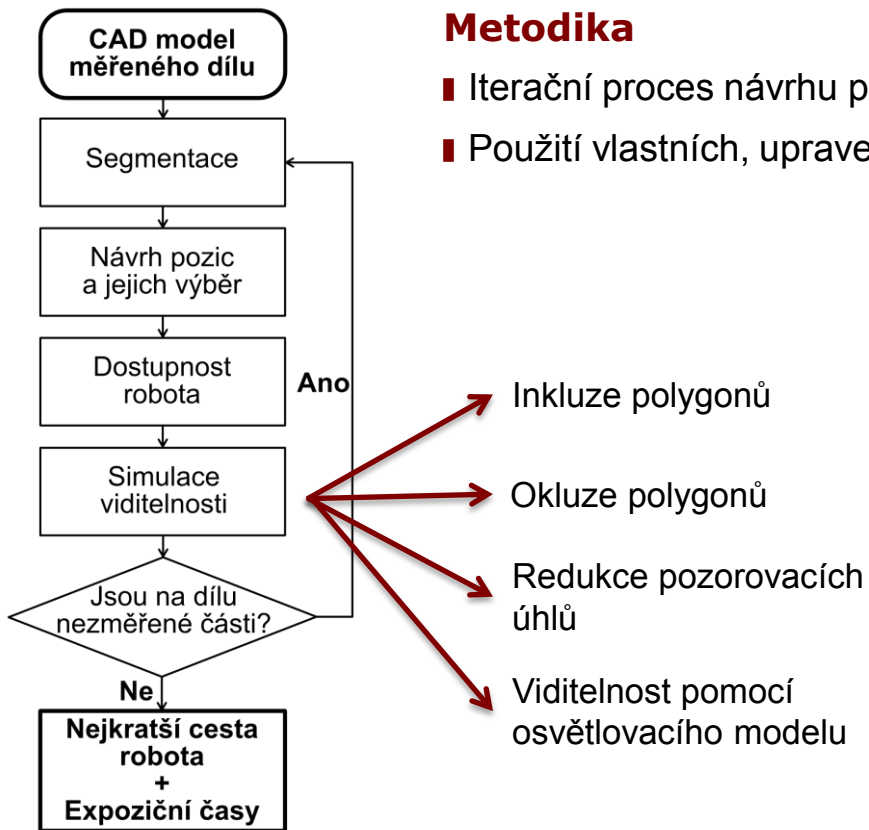 CAD model
měřeného dílu
Segmentace
Návrh pozic
a jejich výběr
Dostupnost
robota
Ano
Simulace
viditelnosti
Jsou na dílu
nezměřené části?
Ne
Nejkratší cesta
robota
+
Expoziční časy
Metodika
Iterační proces návrhu p
Použití vlastních, uprave
Inkluze polygonů
Okluze polygonů
Redukce pozorovacích
úhlů
Viditelnost pomocí
osvětlovacího modelu